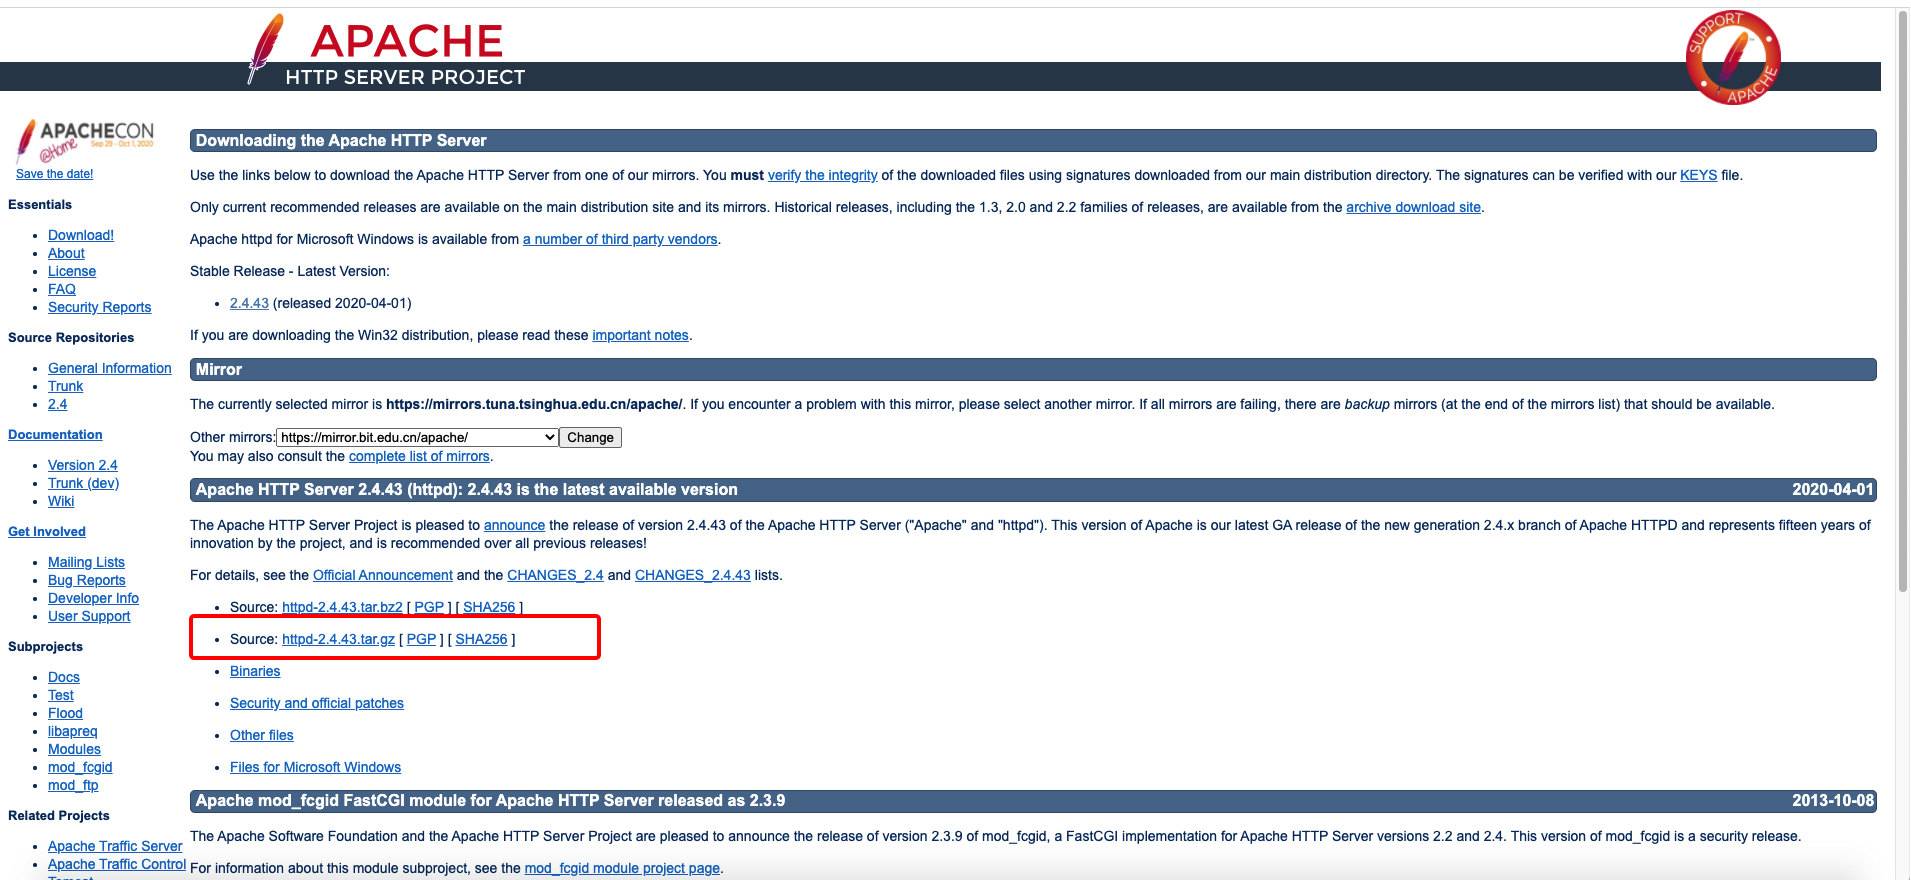 APACHE
HTTP SERVER PROJECT
SUPPORT
APACHE
APACHECON
@Home
Sep 29 - Oct 1, 2020
Save the date!
Essentials
Download!
About
License
FAQ
Security Reports
Source Repositories
General Information
Trunk
2.4
Documentation
Version 2.4
Trunk (dev)
Wiki
Get Involved
Mailing Lists
Bug Reports
Developer Info
User Support
Subprojects
Docs
Test
Flood
libapreq
Modules
mod_fcgid
mod_ftp
Related Projects
Apache Traffic Server
Apache Traffic Control
Downloading the Apache HTTP Server
Use the links below to download the Apache HTTP Server from one of our mirrors. You must verify the integrity of the downloaded files using signatures downloaded from our main distribution directory. The signatures can be verified with our KEYS file.
Only current recommended releases are available on the main distribution site and its mirrors. Historical releases, including the 1.3, 2.0 and 2.2 families of releases, are available from the archive download site.
Apache httpd for Microsoft Windows is available from a number of third party vendors.
Stable Release - Latest Version:
2.4.43 (released 2020-04-01)
If you are downloading the Win32 distribution, please read these important notes.
Mirror
The currently selected mirror is https://mirrors.tuna.tsinghua.edu.cn/apache/. If you encounter a problem with this mirror, please select another mirror. If all mirrors are failing, there are backup mirrors (at the end of the mirrors list) that should be available.
Other mirrors: https://mirror.bit.edu.cn/apache/ Change
You may also consult the complete list of mirrors.
Apache HTTP Server 2.4.43 (httpd): 2.4.43 is the latest available version 2020-04-01
The Apache HTTP Server Project is pleased to announce the release of version 2.4.43 of the Apache HTTP Server ("Apache" and "httpd"). This version of Apache is our latest GA release of the new generation 2.4.x branch of Apache HTTPD and represents fifteen years of
innovation by the project, and is recommended over all previous releases!
For details, see the Official Announcement and the CHANGES_2.4 and CHANGES_2.4.43 lists.
Source: httpd-2.4.43.tar.bz2 [ PGP ] [ SHA256 ]
Source: httpd-2.4.43.tar.gz [ PGP ] [ SHA256 ]
Binaries
Security and official patches
Other files
Files for Microsoft Windows
Apache mod_fcgid FastCGI module for Apache HTTP Server released as 2.3.9 2013-10-08
The Apache Software Foundation and the Apache HTTP Server Project are pleased to announce the release of version 2.3.9 of mod_fcgid, a FastCGI implementation for Apache HTTP Server versions 2.2 and 2.4. This version of mod_fcgid is a security release.
For information about this module subproject, see the mod_fcgid module project page.